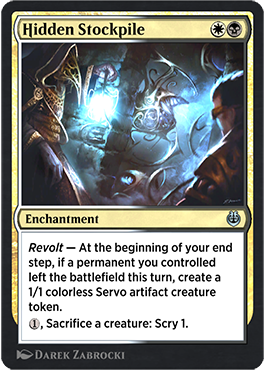 Hidden Stockpile
Enchantment
Revolt — At the beginning of your end
step, if a permanent you controlled
left the battlefield this turn, create a
1/1 colorless Servo artifact creature
token.
1, Sacrifice a creature: Scry 1.
DAREK ZABROCKI